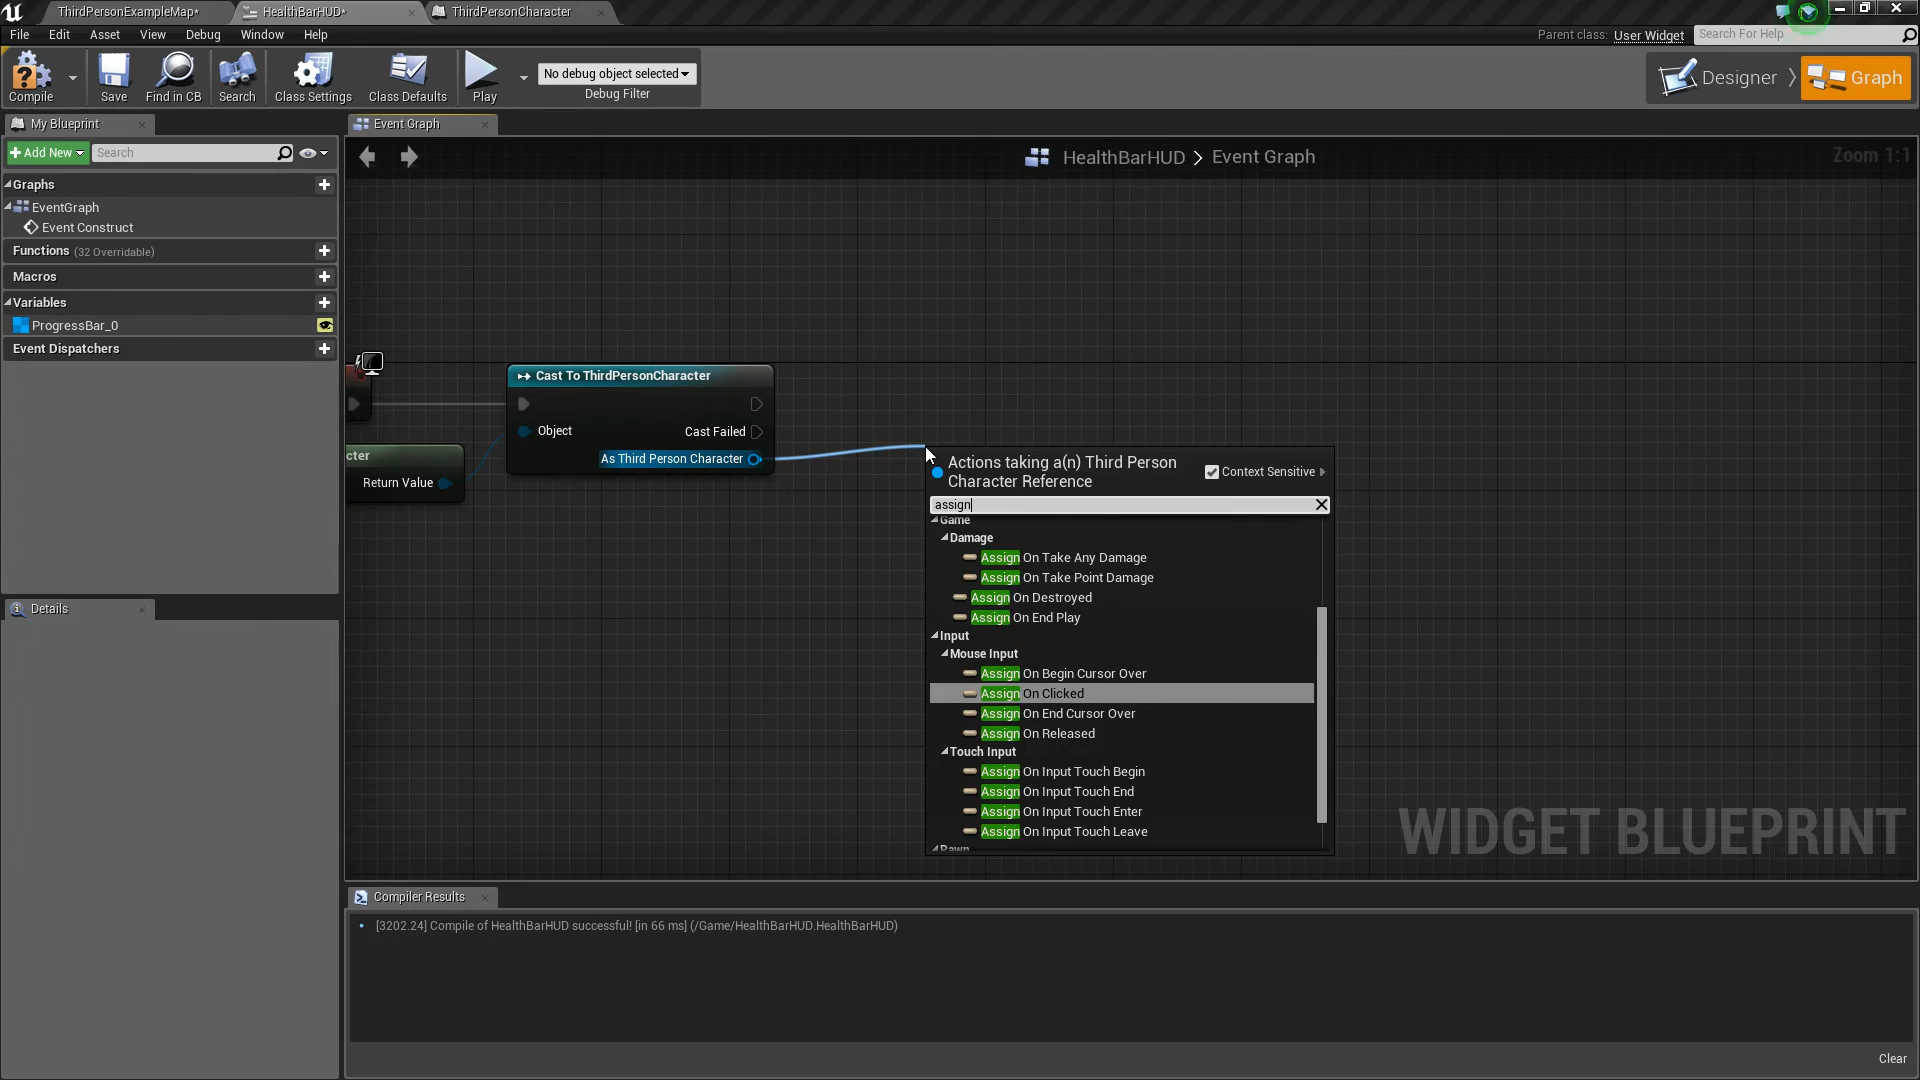 ThirdPersonExampleMap*
HealthBarHUD*
ThirdPersonCharacter
File Edit Asset View Debug Window Help
Parent class: User Widget
Search For Help
Compile
Save
Find in CB
Search
Class Settings
Class Defaults
Play
No debug object selected
Debug Filter
Designer
Graph
My Blueprint
Add New
Search
Graphs
EventGraph
Event Construct
Functions (32 Overridable)
Macros
Variables
ProgressBar_0
Event Dispatchers
Details
Event Graph
HealthBarHUD > Event Graph
Zoom 1:1
cter
Return Value
Cast To ThirdPersonCharacter
Object
Cast Failed
As Third Person Character
Actions taking a(n) Third Person
Character Reference
Context Sensitive
assign
Game
Damage
Assign On Take Any Damage
Assign On Take Point Damage
Assign On Destroyed
Assign On End Play
Input
Mouse Input
Assign On Begin Cursor Over
Assign On Clicked
Assign On End Cursor Over
Assign On Released
Touch Input
Assign On Input Touch Begin
Assign On Input Touch End
Assign On Input Touch Enter
Assign On Input Touch Leave
Pawn
WIDGET BLUEPRINT
Compiler Results
[3202.24] Compile of HealthBarHUD successful! [in 66 ms] (/Game/HealthBarHUD.HealthBarHUD)
Clear